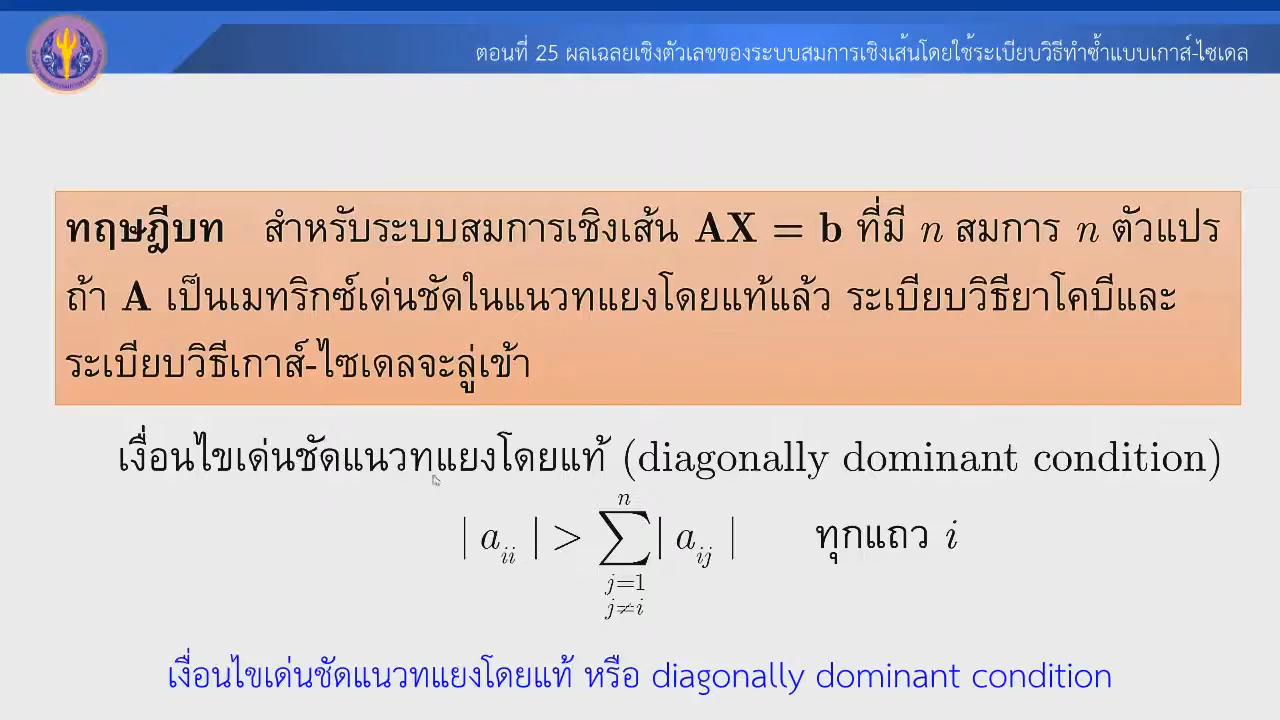 ตอนที่ 25 ผลเฉลยเชิงตัวเลขของระบบสมการเชิงเส้นโดยใช้ระเบียบวิธีทำซ้ำแบบเกาส์-ไซเดล
ทฤษฎีบท สำหรับระบบสมการเชิงเส้น AX = b ที่มี n สมการ n ตัวแปร
ถ้า A เป็นเมทริกซ์เด่นชัดในแนวทแยงโดยแท้แล้ว ระเบียบวิธียาโคบีและ
ระเบียบวิธีเกาส์-ไซเดลจะลู่เข้า
เงื่อนไขเด่นชัดแนวทแยงโดยแท้ (diagonally dominant condition)
n
| a_ii | > ∑ | a_ij | ทุกแถว i
j=1
j≠i
เงื่อนไขเด่นชัดแนวทแยงโดยแท้ หรือ diagonally dominant condition